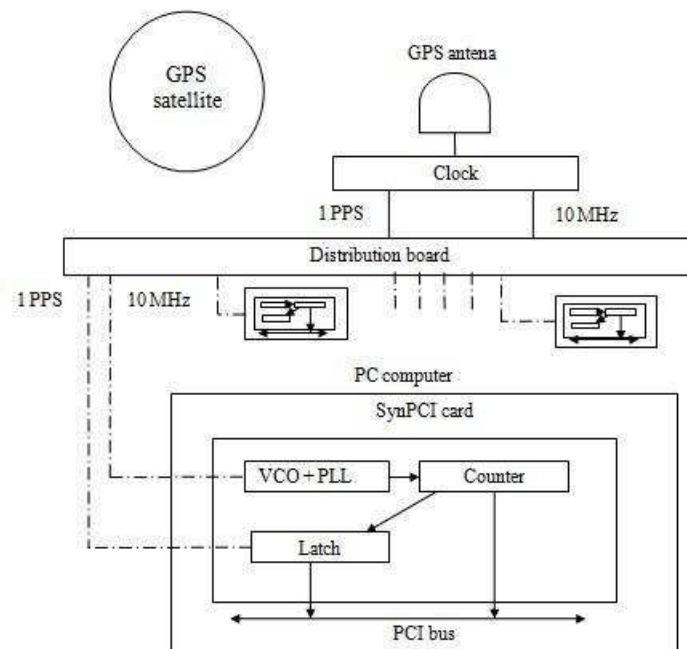 GPS
satellite
GPS antena
Clock
1 PPS
10 MHz
Distribution board
1 PPS
10 MHz
PC computer
SynPCI card
VCO + PLL
Counter
Latch
PCI bus